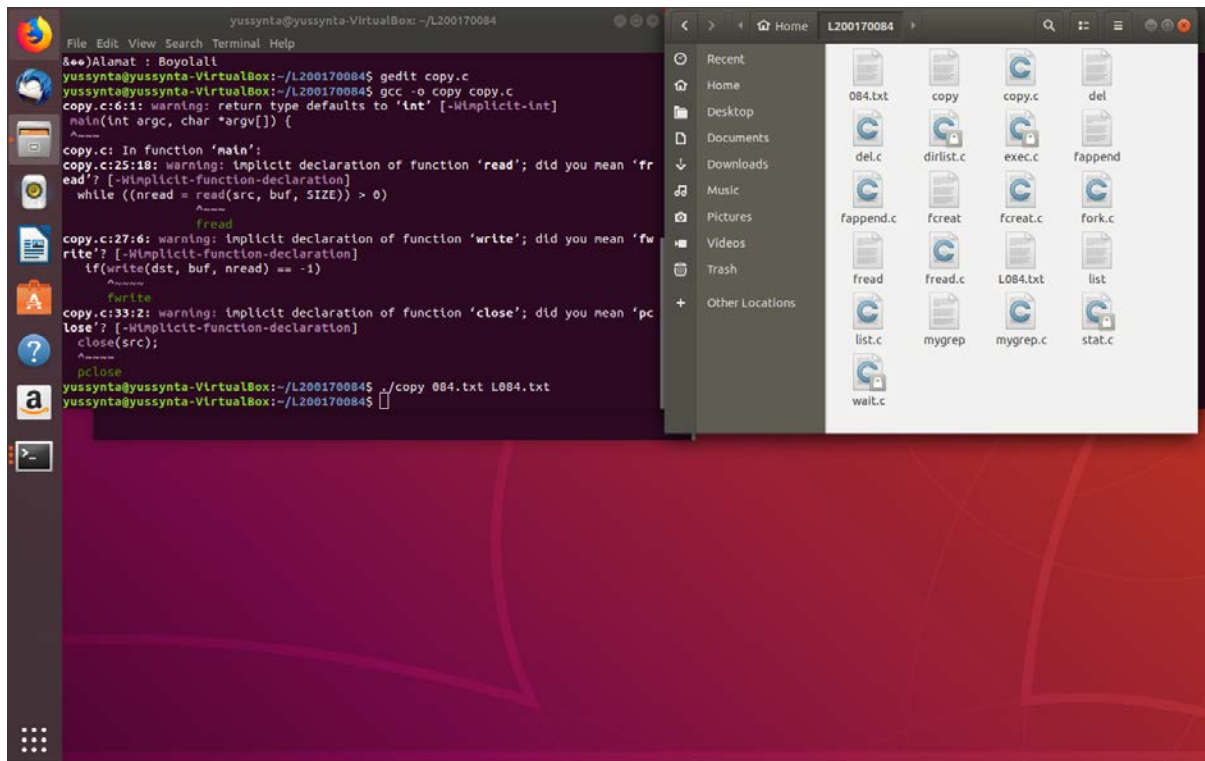 yussynta@yussynta-VirtualBox: ~/L200170084
File Edit View Search Terminal Help
&��)Alamat : Boyolali
yussynta@yussynta-VirtualBox:~/L200170084$ gedit copy.c
yussynta@yussynta-VirtualBox:~/L200170084$ gcc -o copy copy.c
copy.c:6:1: warning: return type defaults to ‘int’ [-Wimplicit-int]
main(int argc, char *argv[]) {
^~~~
copy.c: In function ‘main’:
copy.c:25:18: warning: implicit declaration of function ‘read’; did you mean ‘fr
ead’? [-Wimplicit-function-declaration]
while ((nread = read(src, buf, SIZE)) > 0)
^~~~
fread
copy.c:27:6: warning: implicit declaration of function ‘write’; did you mean ‘fw
rite’? [-Wimplicit-function-declaration]
if(write(dst, buf, nread) == -1)
^~~~~
fwrite
copy.c:33:2: warning: implicit declaration of function ‘close’; did you mean ‘pc
lose’? [-Wimplicit-function-declaration]
close(src);
^~~~~
pclose
yussynta@yussynta-VirtualBox:~/L200170084$ ./copy 084.txt L084.txt
yussynta@yussynta-VirtualBox:~/L200170084$
Home L200170084
Recent
Home
Desktop
Documents
Downloads
Music
Pictures
Videos
Trash
+ Other Locations
084.txt copy copy.c del
del.c dirlist.c exec.c fappend
fappend.c fcreat fcreat.c fork.c
fread fread.c L084.txt list
list.c mygrep mygrep.c stat.c
wait.c